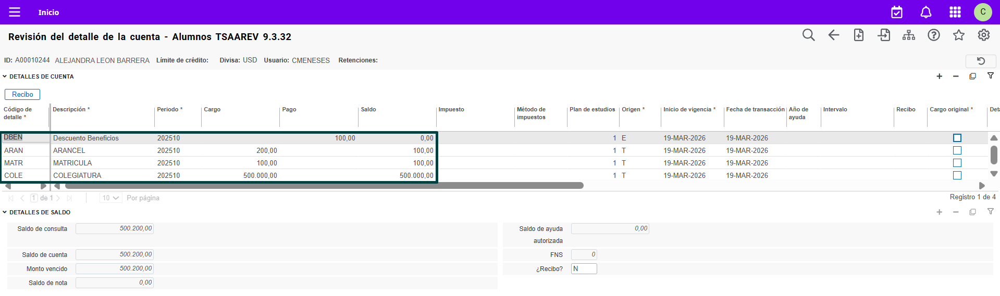 Inicio
C
Revisión del detalle de la cuenta - Alumnos TSAAREV 9.3.32
ID: A00010244 ALEJANDRA LEON BARRERA Límite de crédito: Divisa: USD Usuario: CMENESES Retenciones:
DETALLES DE CUENTA
Recibo
Código de detalle * Descripción * Periodo * Cargo Pago Saldo Impuesto Método de impuestos Plan de estudios Origen * Inicio de vigencia * Fecha de transacción Año de ayuda Intervalo Recibo Cargo original * Deta
DBEN Descuento Beneficios 202510 100,00 0,00 1 E 19-MAR-2026 19-MAR-2026
ARAN ARANCEL 202510 200,00 100,00 1 T 19-MAR-2026 19-MAR-2026
MATR MATRICULA 202510 100,00 100,00 1 T 19-MAR-2026 19-MAR-2026
COLE COLEGIATURA 202510 500.000,00 500.000,00 1 T 19-MAR-2026 19-MAR-2026
1 de 1 10 Por página Registro 1 de 4
DETALLES DE SALDO
Saldo de consulta 500.200,00 Saldo de ayuda autorizada 0,00
Saldo de cuenta 500.200,00 FNS 0
Monto vencido 500.200,00 ¿Recibo? N
Saldo de nota 0,00